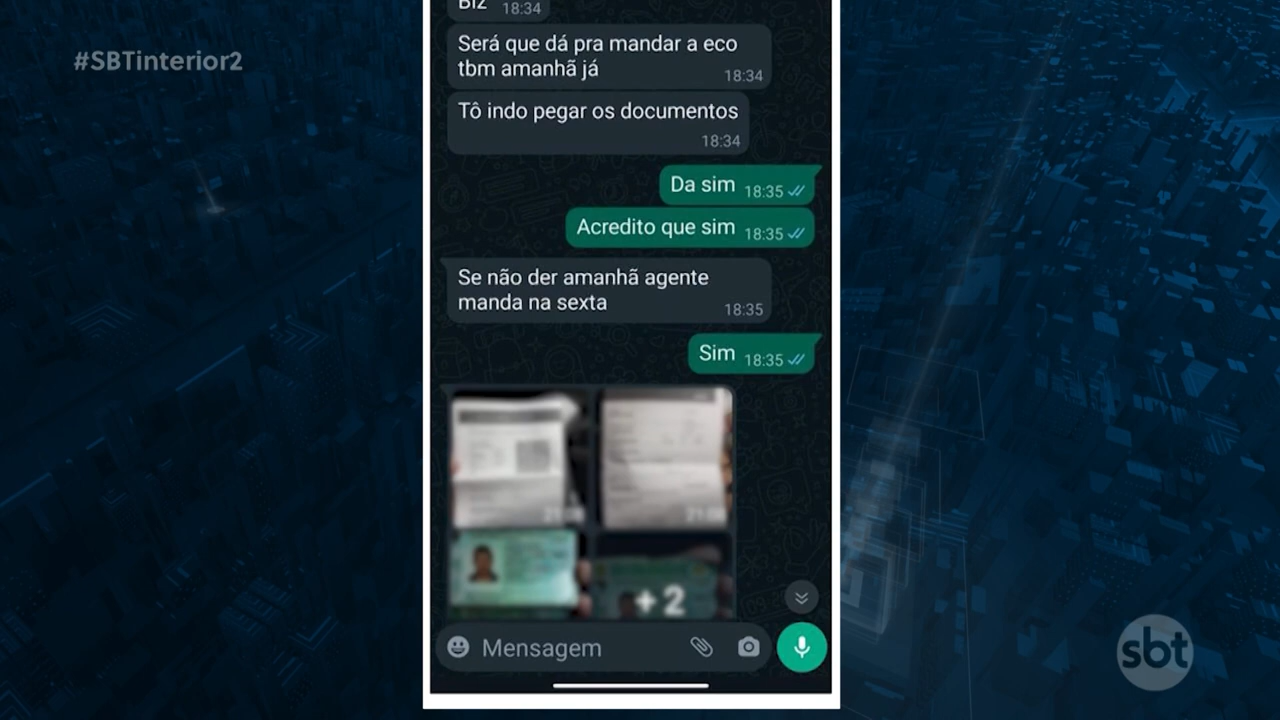 #SBTinterior2
Biz 18:34
Será que dá pra mandar a eco
tbm amanhã já
18:34
Tô indo pegar os documentos
18:34
Da sim 18:35
Acredito que sim 18:35
Se não der amanhã agente
manda na sexta
18:35
Sim 18:35
+ 2
Mensagem
sbt